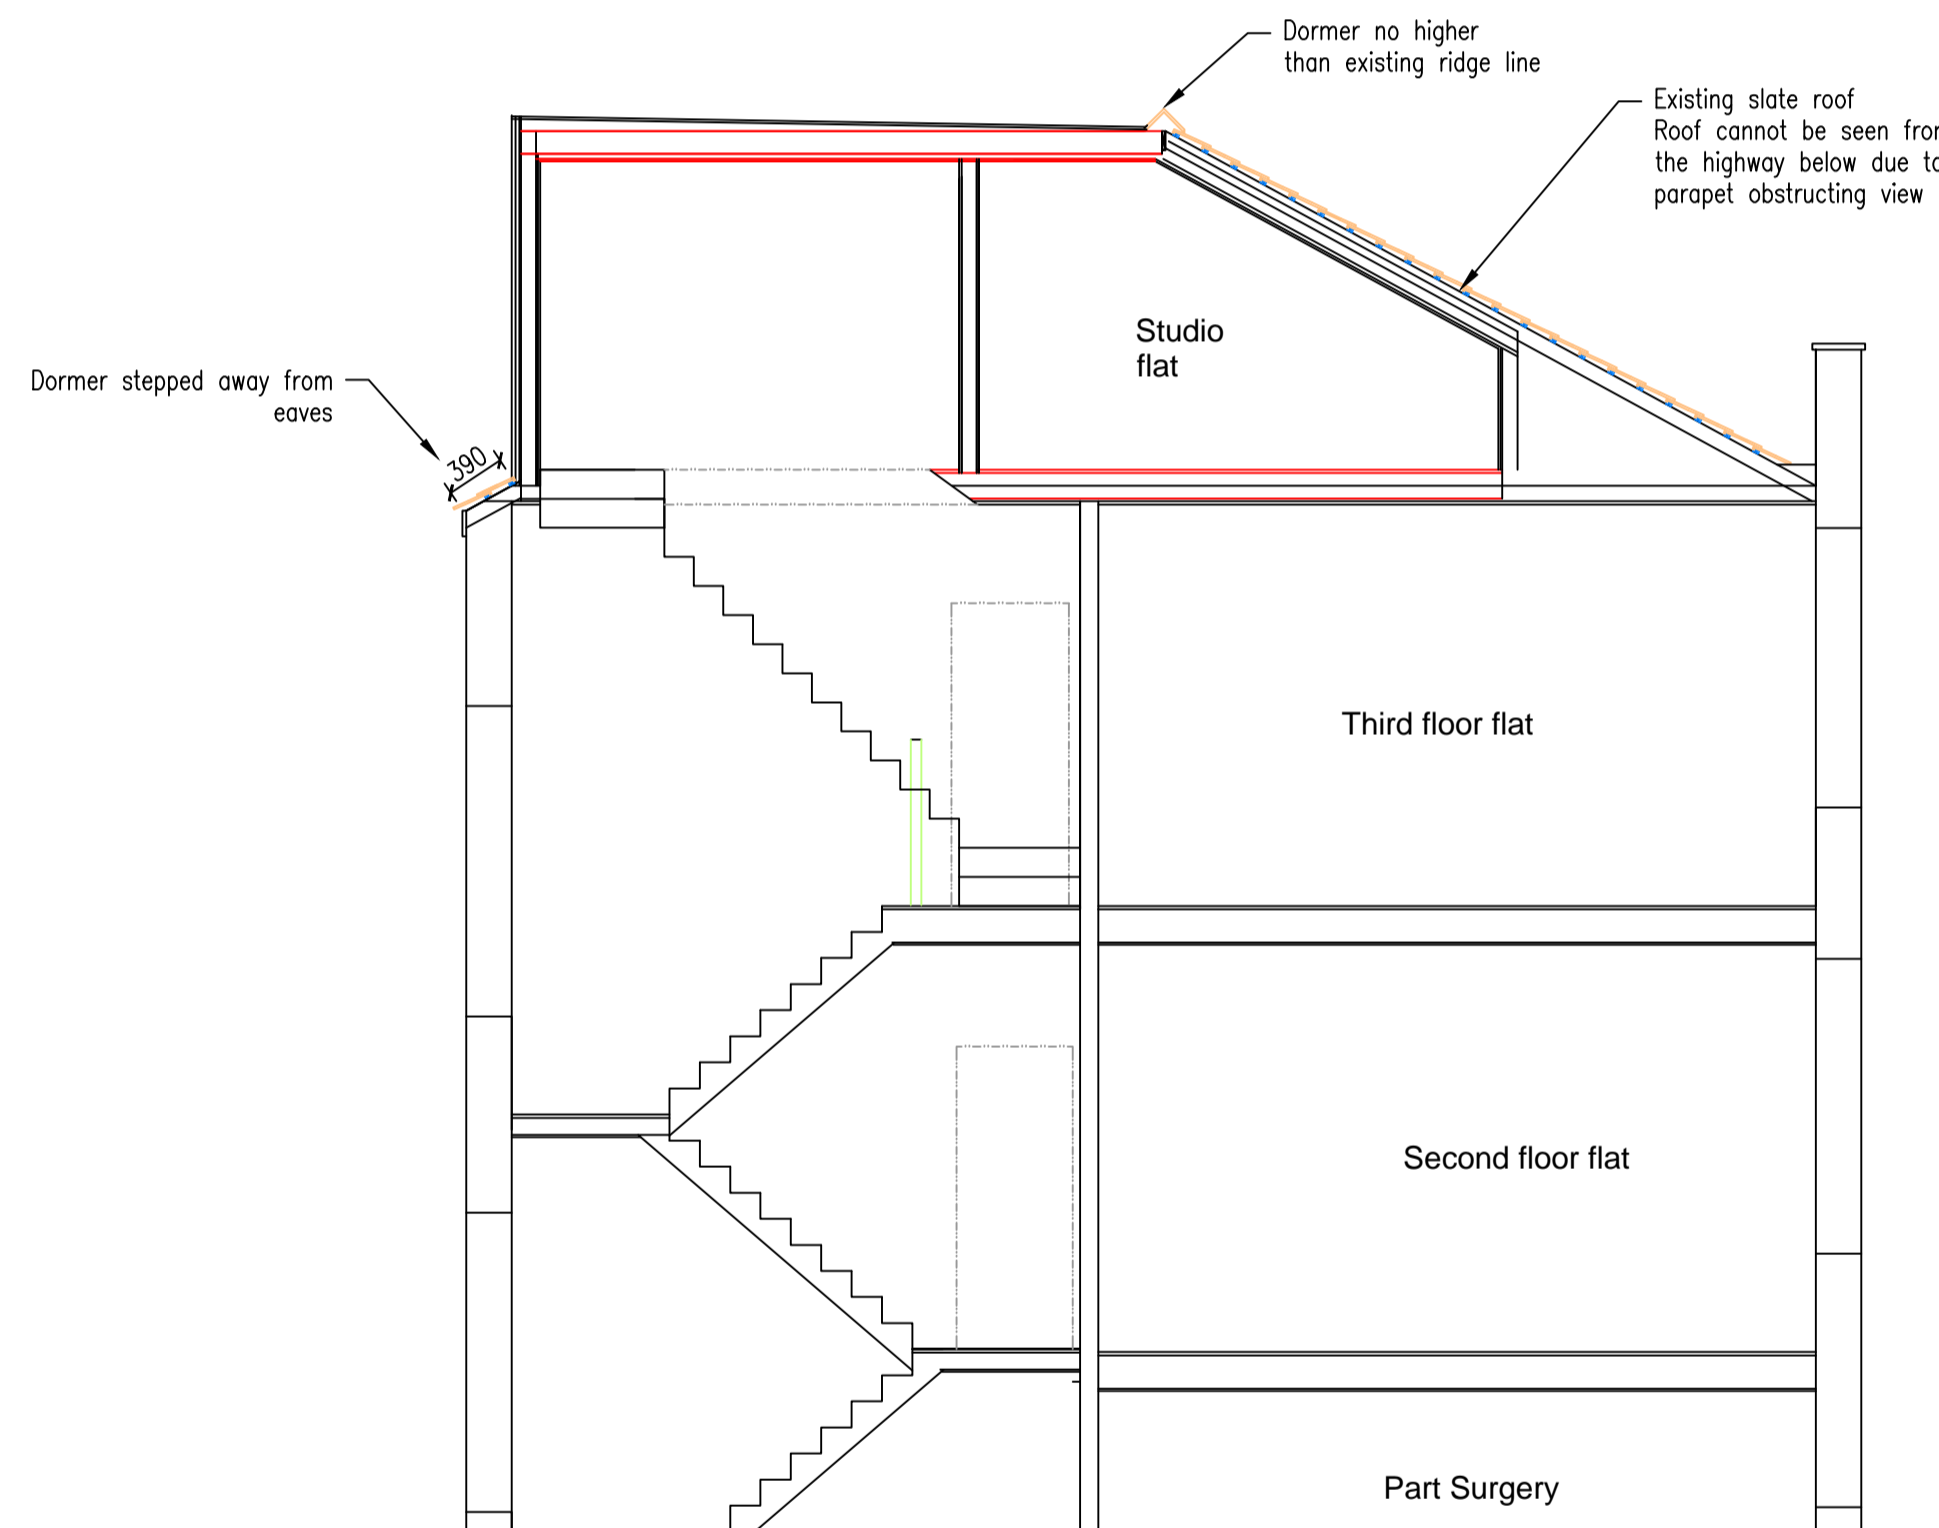 Dormer no higher
than existing ridge line
Existing slate roof
Roof cannot be seen
the highway below due
parapet obstructing view
Studio
flat
Dormer stepped away from
eaves
390
Third floor flat
Second floor flat
Part Surgery